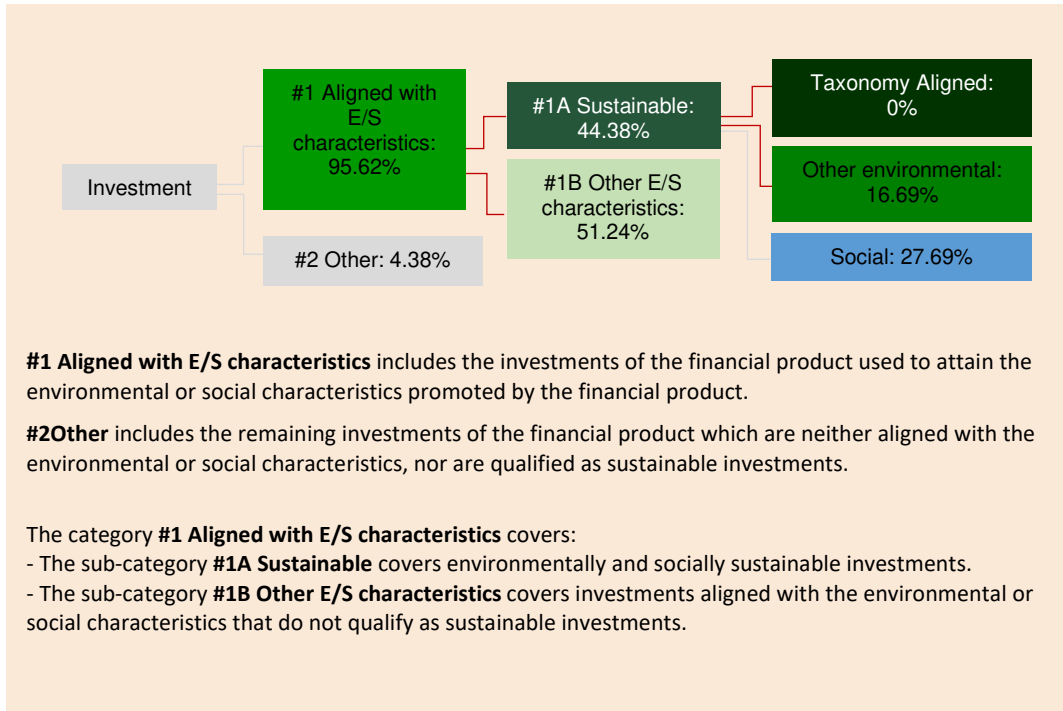 Investment
#1 Aligned with
E/S
characteristics:
95.62%
#2 Other: 4.38%
#1A Sustainable:
44.38%
#1B Other E/S
characteristics:
51.24%
Taxonomy Aligned:
0%
Other environmental:
16.69%
Social: 27.69%
#1 Aligned with E/S characteristics includes the investments of the financial product used to attain the
environmental or social characteristics promoted by the financial product.
#2Other includes the remaining investments of the financial product which are neither aligned with the
environmental or social characteristics, nor are qualified as sustainable investments.
The category #1 Aligned with E/S characteristics covers:
- The sub-category #1A Sustainable covers environmentally and socially sustainable investments.
- The sub-category #1B Other E/S characteristics covers investments aligned with the environmental or
social characteristics that do not qualify as sustainable investments.